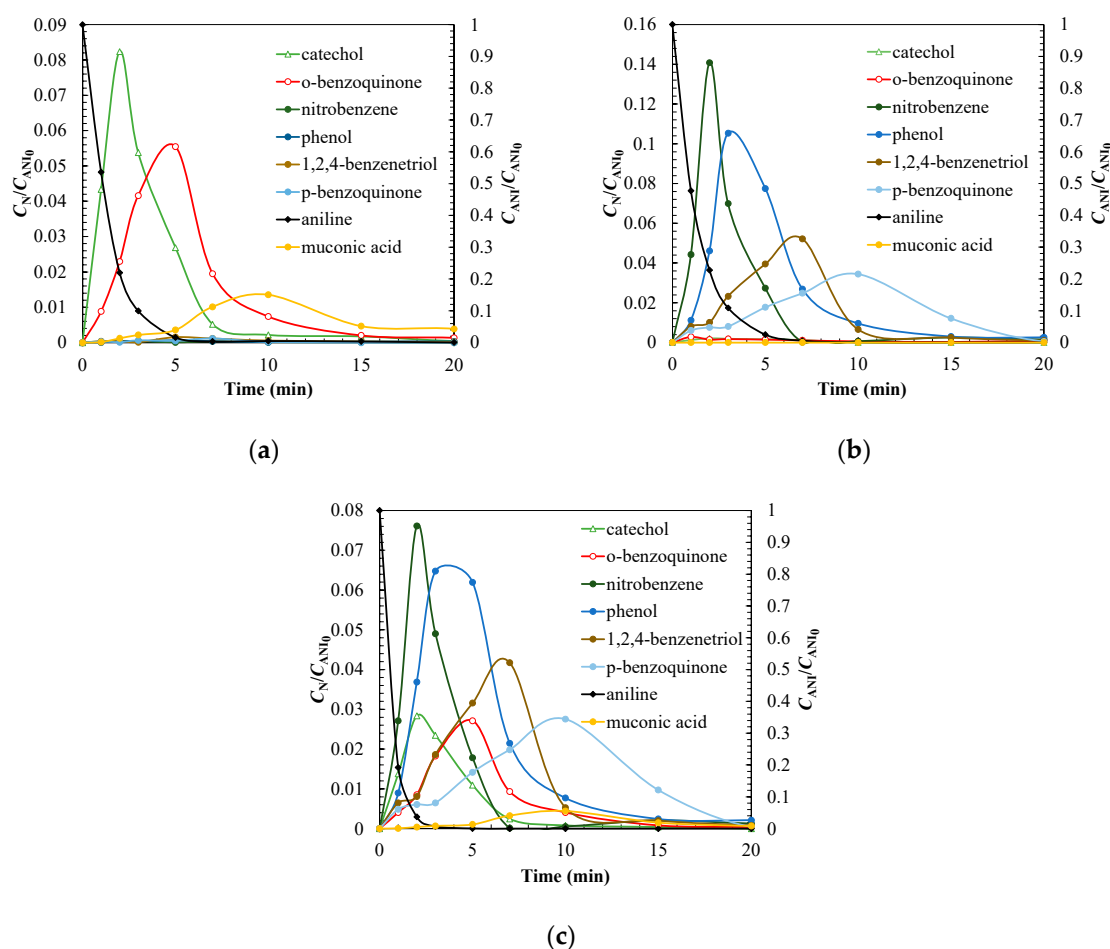 0.09
0.08
0.07
0.06
0.05
0.04
0.03
0.02
0.01
0
C_N/C_ANI0
0 5 10 15 20
Time (min)
1
0.9
0.8
0.7
0.6
0.5
0.4
0.3
0.2
0.1
0
C_ANI/C_ANI0
catechol
o-benzoquinone
nitrobenzene
phenol
1,2,4-benzenetriol
p-benzoquinone
aniline
muconic acid
(a)
0.16
0.14
0.12
0.1
0.08
0.06
0.04
0.02
0
C_N/C_ANI0
0 5 10 15 20
Time (min)
1
0.9
0.8
0.7
0.6
0.5
0.4
0.3
0.2
0.1
0
C_ANI/C_ANI0
catechol
o-benzoquinone
nitrobenzene
phenol
1,2,4-benzenetriol
p-benzoquinone
aniline
muconic acid
(b)
0.08
0.07
0.06
0.05
0.04
0.03
0.02
0.01
0
C_N/C_ANI0
0 5 10 15 20
Time (min)
1
0.9
0.8
0.7
0.6
0.5
0.4
0.3
0.2
0.1
0
C_ANI/C_ANI0
catechol
o-benzoquinone
nitrobenzene
phenol
1,2,4-benzenetriol
p-benzoquinone
aniline
muconic acid
(c)